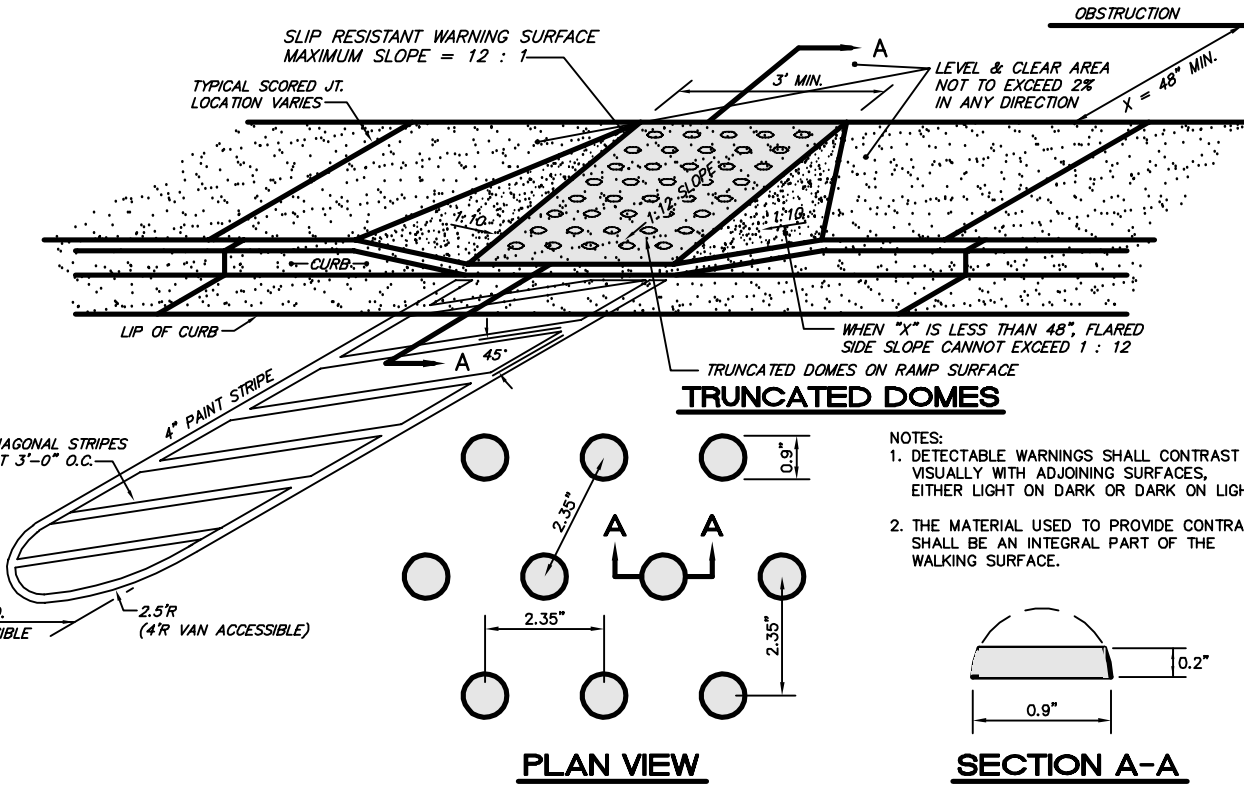 OBSTRUCTION
SLIP RESISTANT WARNING SURFACE
MAXIMUM SLOPE = 12 : 1
A
TYPICAL SCORED JT.
LOCATION VARIES
3' MIN.
LEVEL & CLEAR AREA
NOT TO EXCEED 2%
IN ANY DIRECTION
X = 48" MIN.
1:12 SLOPE
1:10
1:10
CURB
LIP OF CURB
WHEN "X" IS LESS THAN 48", FLARED
SIDE SLOPE CANNOT EXCEED 1 : 12
A
45°
TRUNCATED DOMES ON RAMP SURFACE
TRUNCATED DOMES
4" PAINT STRIPE
IAGONAL STRIPES
T 3'-0" O.C.
2.5'R
(4'R VAN ACCESSIBLE)
IBLE
0.9"
2.35"
A A
2.35"
2.35"
PLAN VIEW
NOTES:
1. DETECTABLE WARNINGS SHALL CONTRAST
VISUALLY WITH ADJOINING SURFACES,
EITHER LIGHT ON DARK OR DARK ON LIGH
2. THE MATERIAL USED TO PROVIDE CONTRA
SHALL BE AN INTEGRAL PART OF THE
WALKING SURFACE.
0.2"
0.9"
SECTION A-A